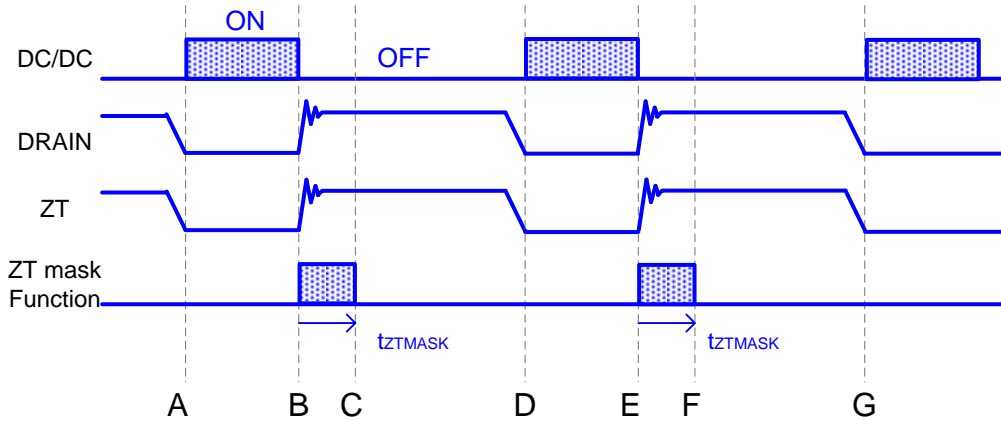 ON
DC/DC
OFF
DRAIN
ZT
ZT mask
Function
tZTMASK
tZTMASK
A B C D E F G